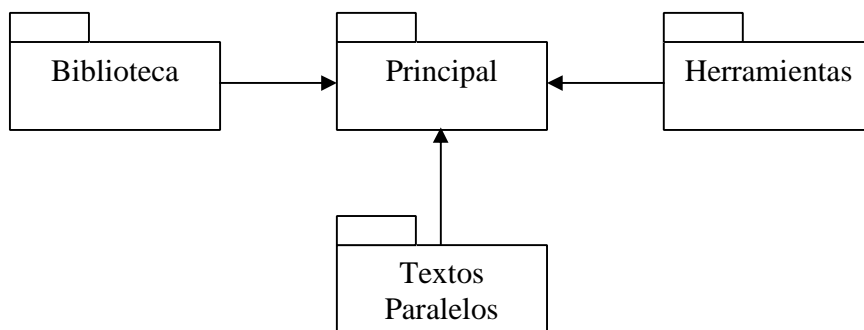 Biblioteca
Principal
Herramientas
Textos
Paralelos